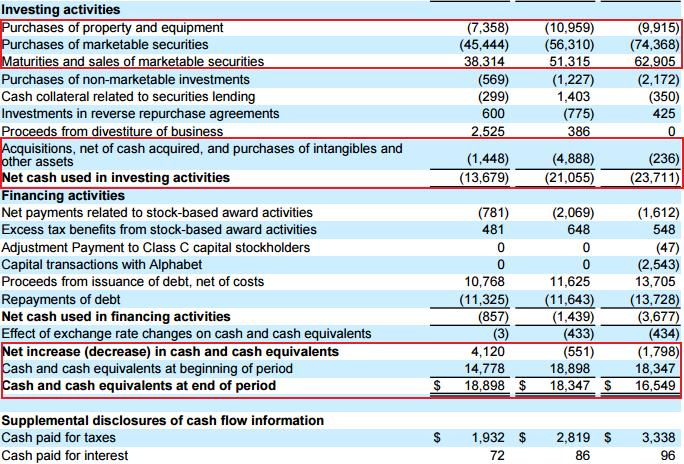 Investing activities
Purchases of property and equipment (7,358) (10,959) (9,915)
Purchases of marketable securities (45,444) (56,310) (74,368)
Maturities and sales of marketable securities 38,314 51,315 62,905
Purchases of non-marketable investments (569) (1,227) (2,172)
Cash collateral related to securities lending (299) 1,403 (350)
Investments in reverse repurchase agreements 600 (775) 425
Proceeds from divestiture of business 2,525 386 0
Acquisitions, net of cash acquired, and purchases of intangibles and
other assets (1,448) (4,888) (236)
Net cash used in investing activities (13,679) (21,055) (23,711)
Financing activities
Net payments related to stock-based award activities (781) (2,069) (1,612)
Excess tax benefits from stock-based award activities 481 648 548
Adjustment Payment to Class C capital stockholders 0 0 (47)
Capital transactions with Alphabet 0 0 (2,543)
Proceeds from issuance of debt, net of costs 10,768 11,625 13,705
Repayments of debt (11,325) (11,643) (13,728)
Net cash used in financing activities (857) (1,439) (3,677)
Effect of exchange rate changes on cash and cash equivalents (3) (433) (434)
Net increase (decrease) in cash and cash equivalents 4,120 (551) (1,798)
Cash and cash equivalents at beginning of period 14,778 18,898 18,347
Cash and cash equivalents at end of period $ 18,898 $ 18,347 $ 16,549
Supplemental disclosures of cash flow information
Cash paid for taxes $ 1,932 $ 2,819 $ 3,338
Cash paid for interest 72 86 96